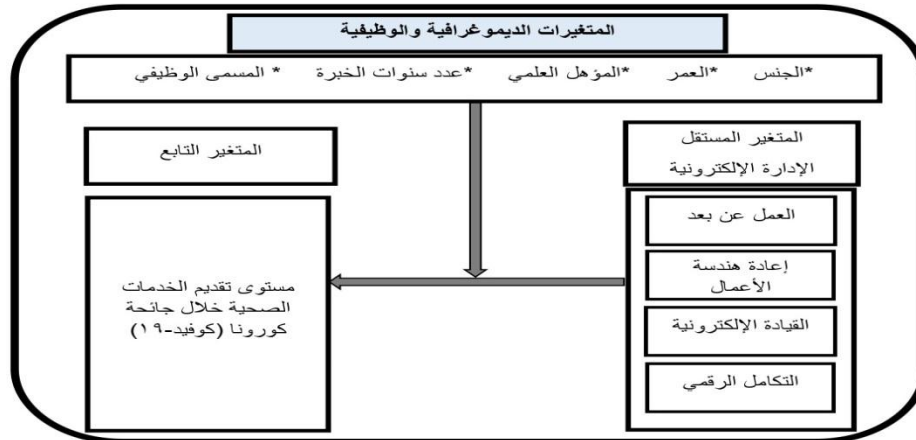 المتغيرات الديموغرافية والوظيفية
*الجنس *العمر *المؤهل العلمي *عدد سنوات الخبرة * المسمى الوظيفي
المتغير المستقل
الإدارة الإلكترونية
العمل عن بعد
إعادة هندسة
الأعمال
القيادة الإلكترونية
التكامل الرقمي
المتغير التابع
مستوى تقديم الخدمات
الصحية خلال جائحة
كورونا (كوفيد-١٩)